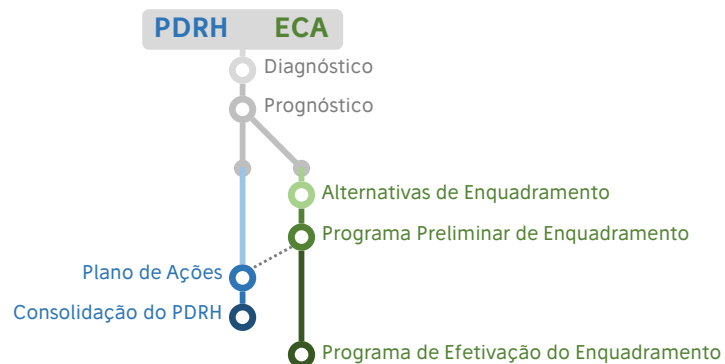 PDRH ECA
Diagnóstico
Prognóstico
Alternativas de Enquadramento
Programa Preliminar de Enquadramento
Plano de Ações
Consolidação do PDRH
Programa de Efetivação do Enquadramento